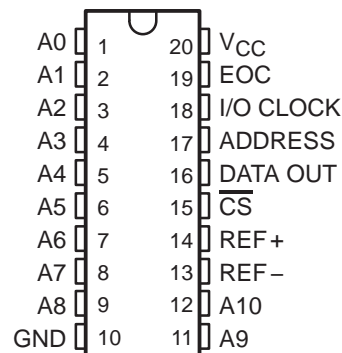 A0 1 20 VCC
A1 2 19 EOC
A2 3 18 I/O CLOCK
A3 4 17 ADDRESS
A4 5 16 DATA OUT
A5 6 15 CS
A6 7 14 REF+
A7 8 13 REF−
A8 9 12 A10
GND 10 11 A9